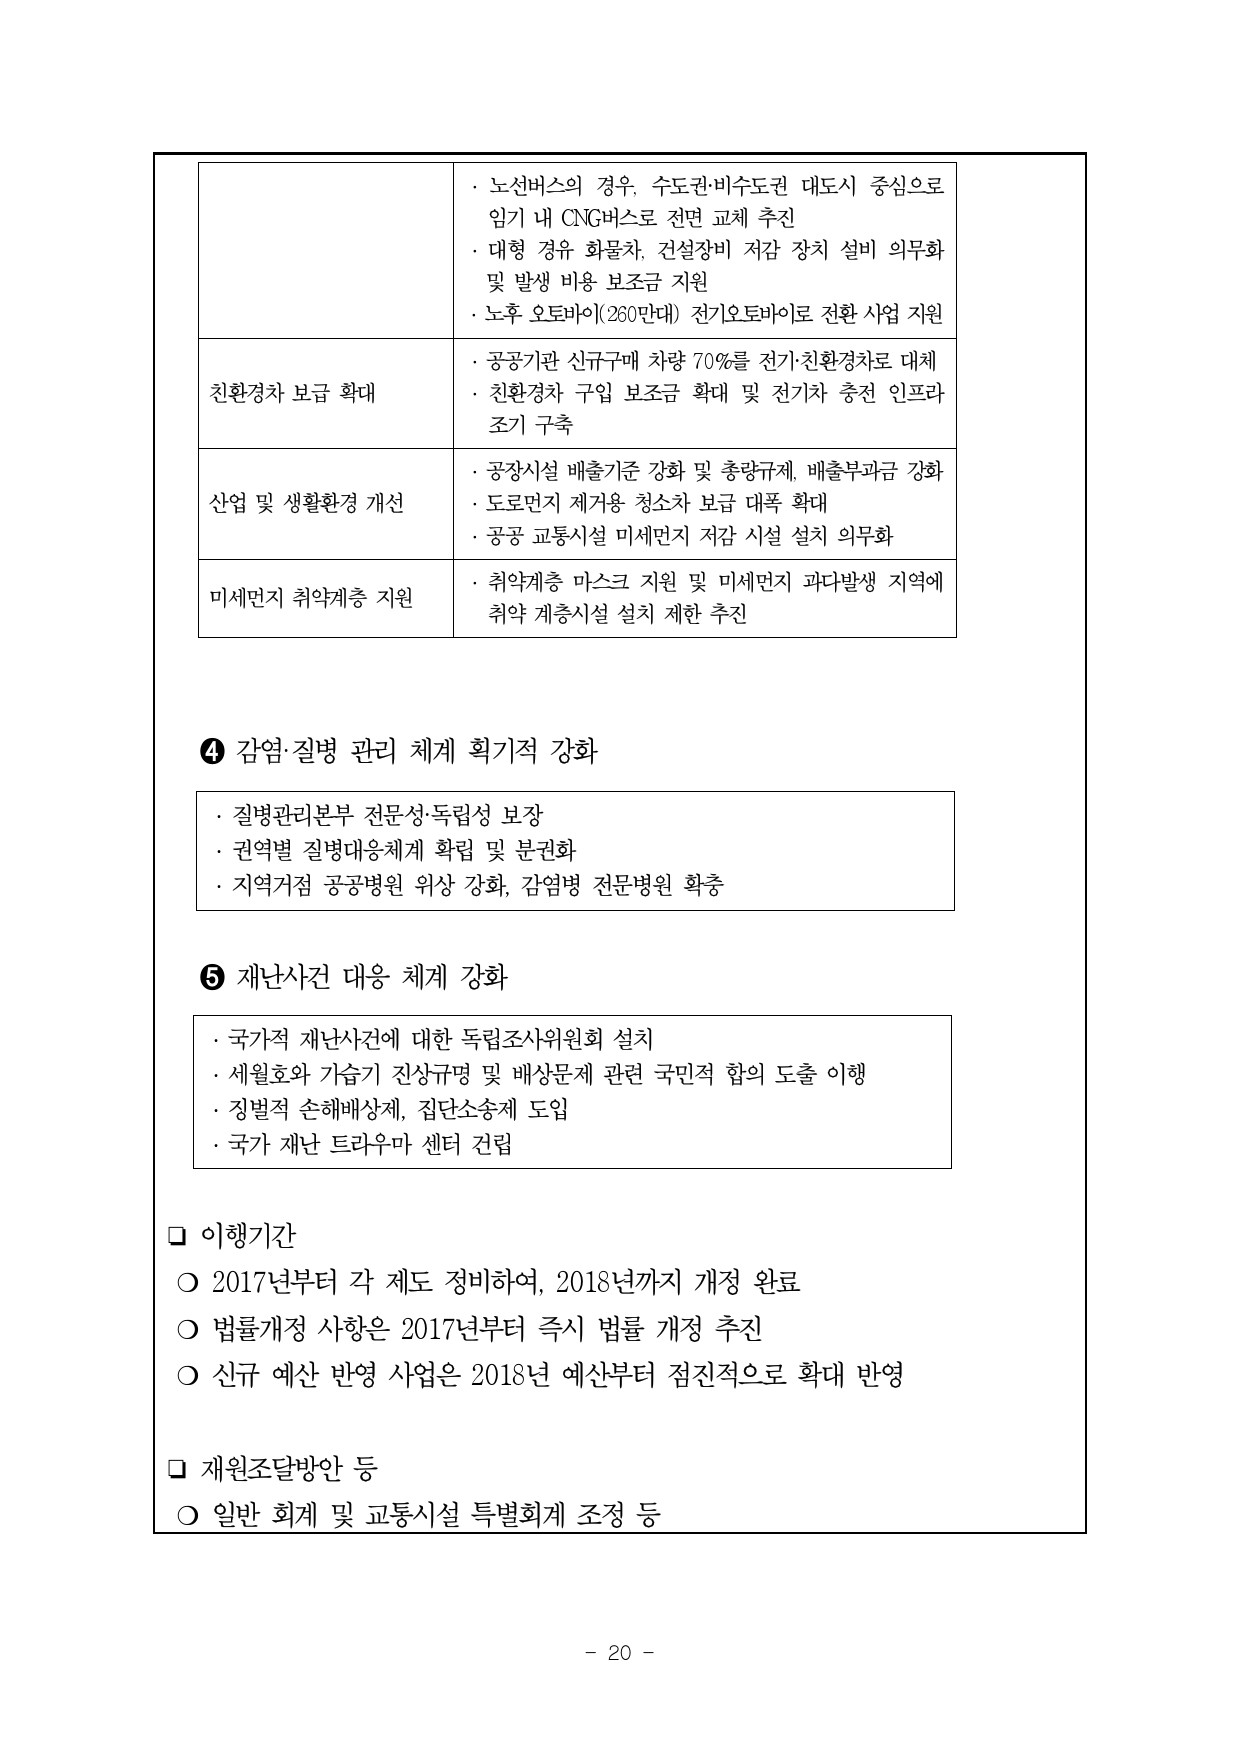 · 노선버스의 경우, 수도권·비수도권 대도시 중심으로
임기 내 CNG버스로 전면 교체 추진
· 대형 경유 화물차, 건설장비 저감 장치 설비 의무화
및 발생 비용 보조금 지원
· 노후 오토바이(260만대) 전기오토바이로 전환 사업 지원
친환경차 보급 확대
· 공공기관 신규구매 차량 70%를 전기·친환경차로 대체
· 친환경차 구입 보조금 확대 및 전기차 충전 인프라
조기 구축
산업 및 생활환경 개선
· 공장시설 배출기준 강화 및 총량규제, 배출부과금 강화
· 도로먼지 제거용 청소차 보급 대폭 확대
· 공공 교통시설 미세먼지 저감 시설 설치 의무화
미세먼지 취약계층 지원
· 취약계층 마스크 지원 및 미세먼지 과다발생 지역에
취약 계층시설 설치 제한 추진
❹ 감염·질병 관리 체계 획기적 강화
· 질병관리본부 전문성·독립성 보장
· 권역별 질병대응체계 확립 및 분권화
· 지역거점 공공병원 위상 강화, 감염병 전문병원 확충
❺ 재난사건 대응 체계 강화
· 국가적 재난사건에 대한 독립조사위원회 설치
· 세월호와 가습기 진상규명 및 배상문제 관련 국민적 합의 도출 이행
· 징벌적 손해배상제, 집단소송제 도입
· 국가 재난 트라우마 센터 건립
❏ 이행기간
❍ 2017년부터 각 제도 정비하여, 2018년까지 개정 완료
❍ 법률개정 사항은 2017년부터 즉시 법률 개정 추진
❍ 신규 예산 반영 사업은 2018년 예산부터 점진적으로 확대 반영
❏ 재원조달방안 등
❍ 일반 회계 및 교통시설 특별회계 조정 등
- 20 -